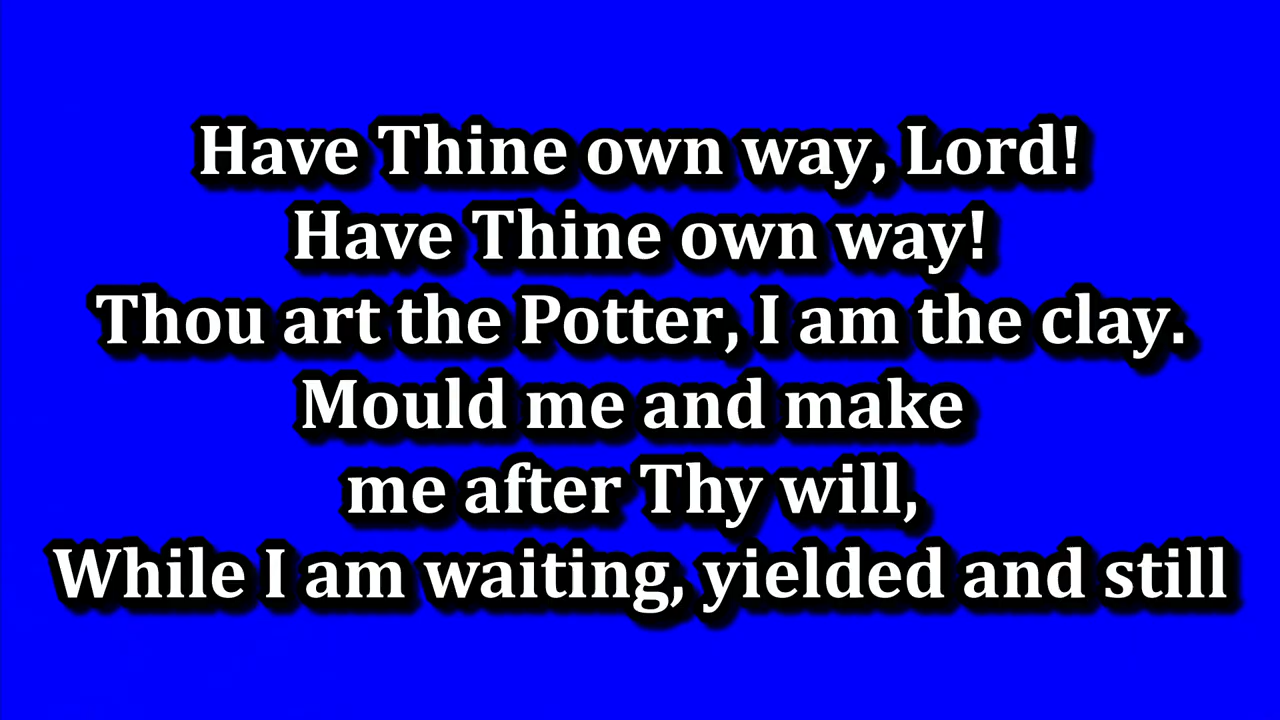 Have Thine own way, Lord!
Have Thine own way!
Thou art the Potter, I am the clay.
Mould me and make
me after Thy will,
While I am waiting, yielded and still